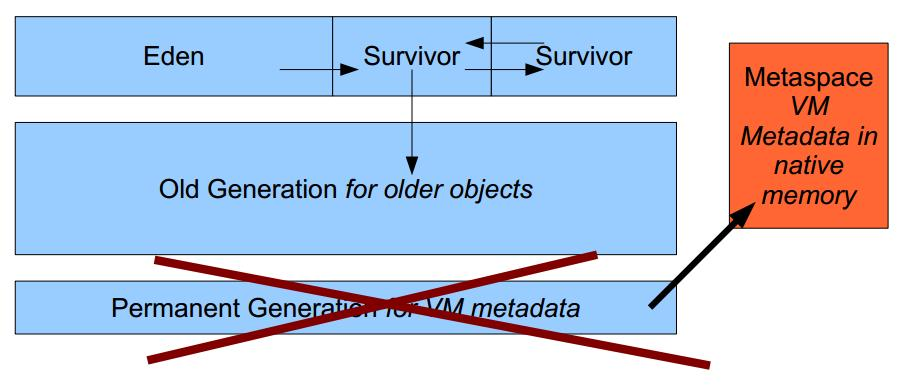 Eden
Survivor
Survivor
Old Generation for older objects
Permanent Generation for VM metadata
Metaspace
VM
Metadata in
native
memory